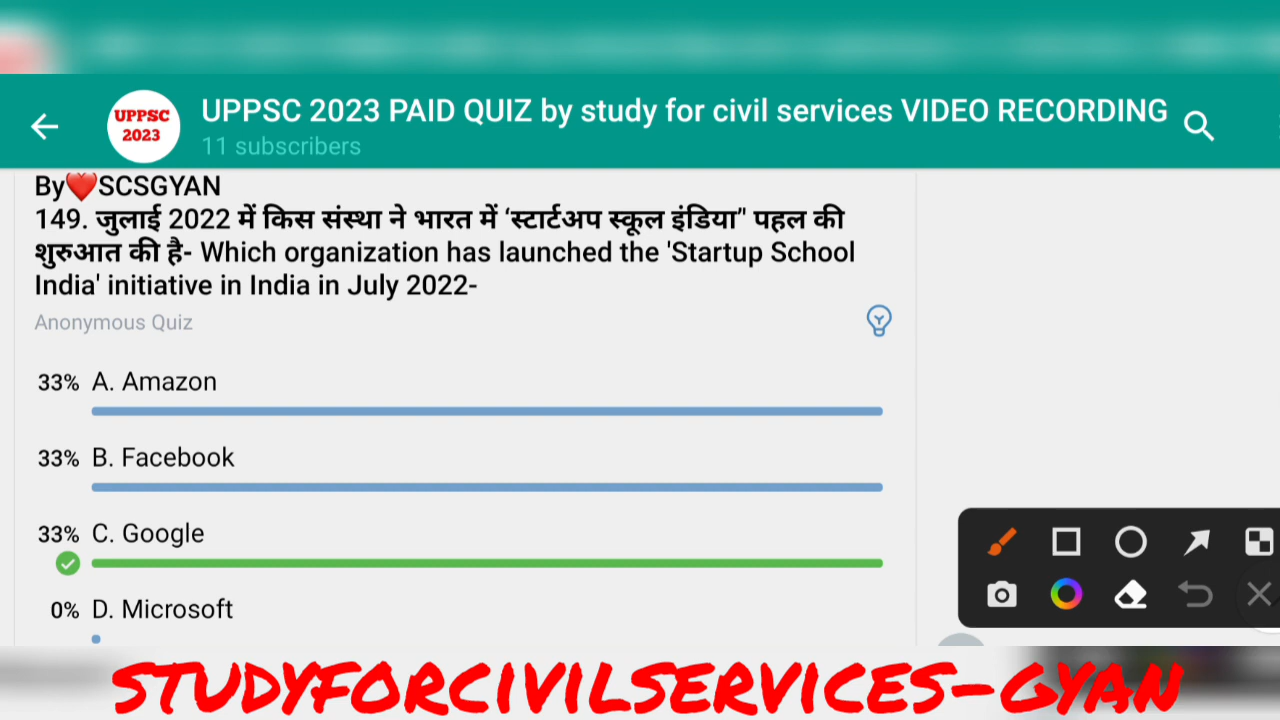 UPPSC
2023
UPPSC 2023 PAID QUIZ by study for civil services VIDEO RECORDING
11 subscribers
By❤️SCSGYAN
149. जुलाई 2022 में किस संस्था ने भारत में ‘स्टार्टअप स्कूल इंडिया" पहल की
शुरुआत की है- Which organization has launched the 'Startup School
India' initiative in India in July 2022-
Anonymous Quiz
33% A. Amazon
33% B. Facebook
33% C. Google
0% D. Microsoft
STUDYFORCIVILSERVICES-GYAN